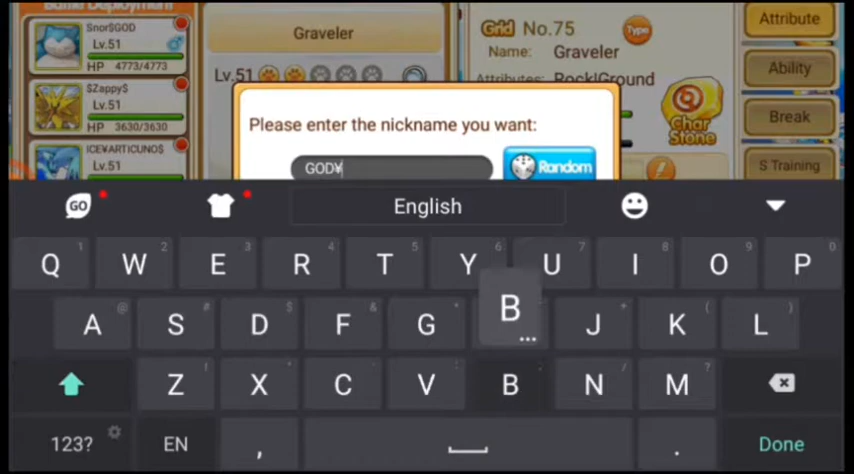 Battle Deployment
Snor$GOD
Lv.51
HP 4773/4773
$Zappy$
Lv.51
HP 3630/3630
ICE¥ARTICUNO$
Lv.51
Graveler
Lv.51
Grid No.75 Type
Name: Graveler
Attributes: Rock|Ground
Char Stone
Attribute
Ability
Break
S Training
Please enter the nickname you want:
GOD¥
Random
GO English
Q 1 W 2 E 3 R 4 T 5 Y 6 U 7 I 8 O 9 P 0
A @ S # D $ F & G * B ... J + K ( L )
Z ! X " C ' V : B ; N / M ?
123? EN , . Done